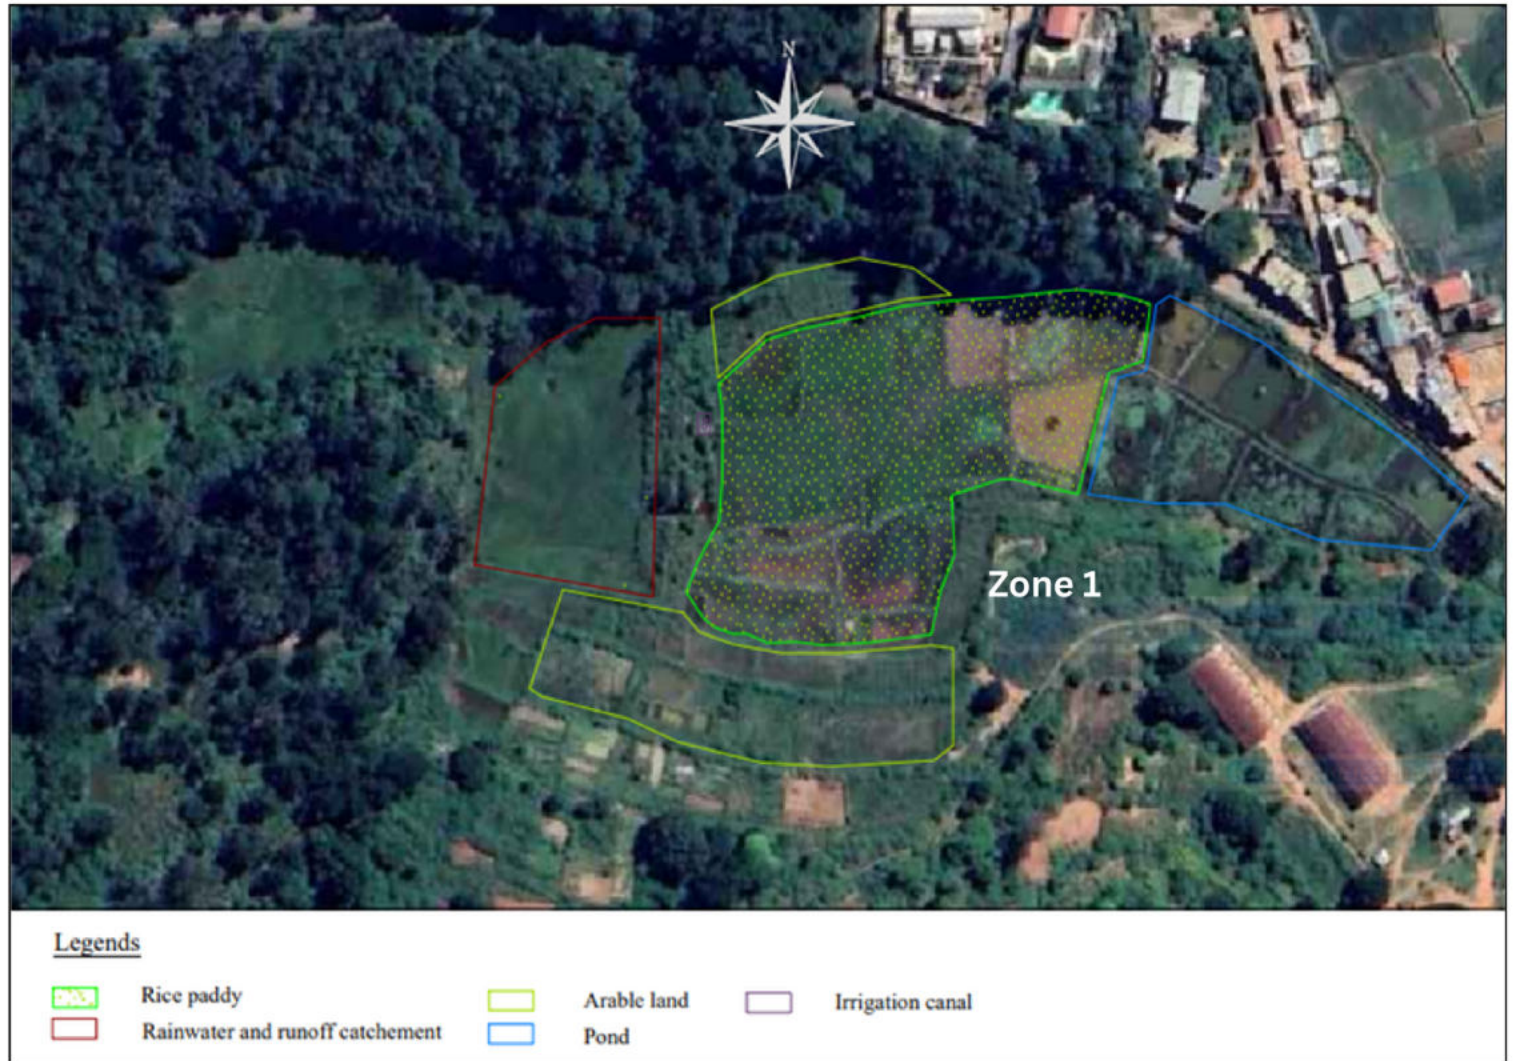 N
Zone 1
Legends
Rice paddy
Arable land
Irrigation canal
Rainwater and runoff catchement
Pond